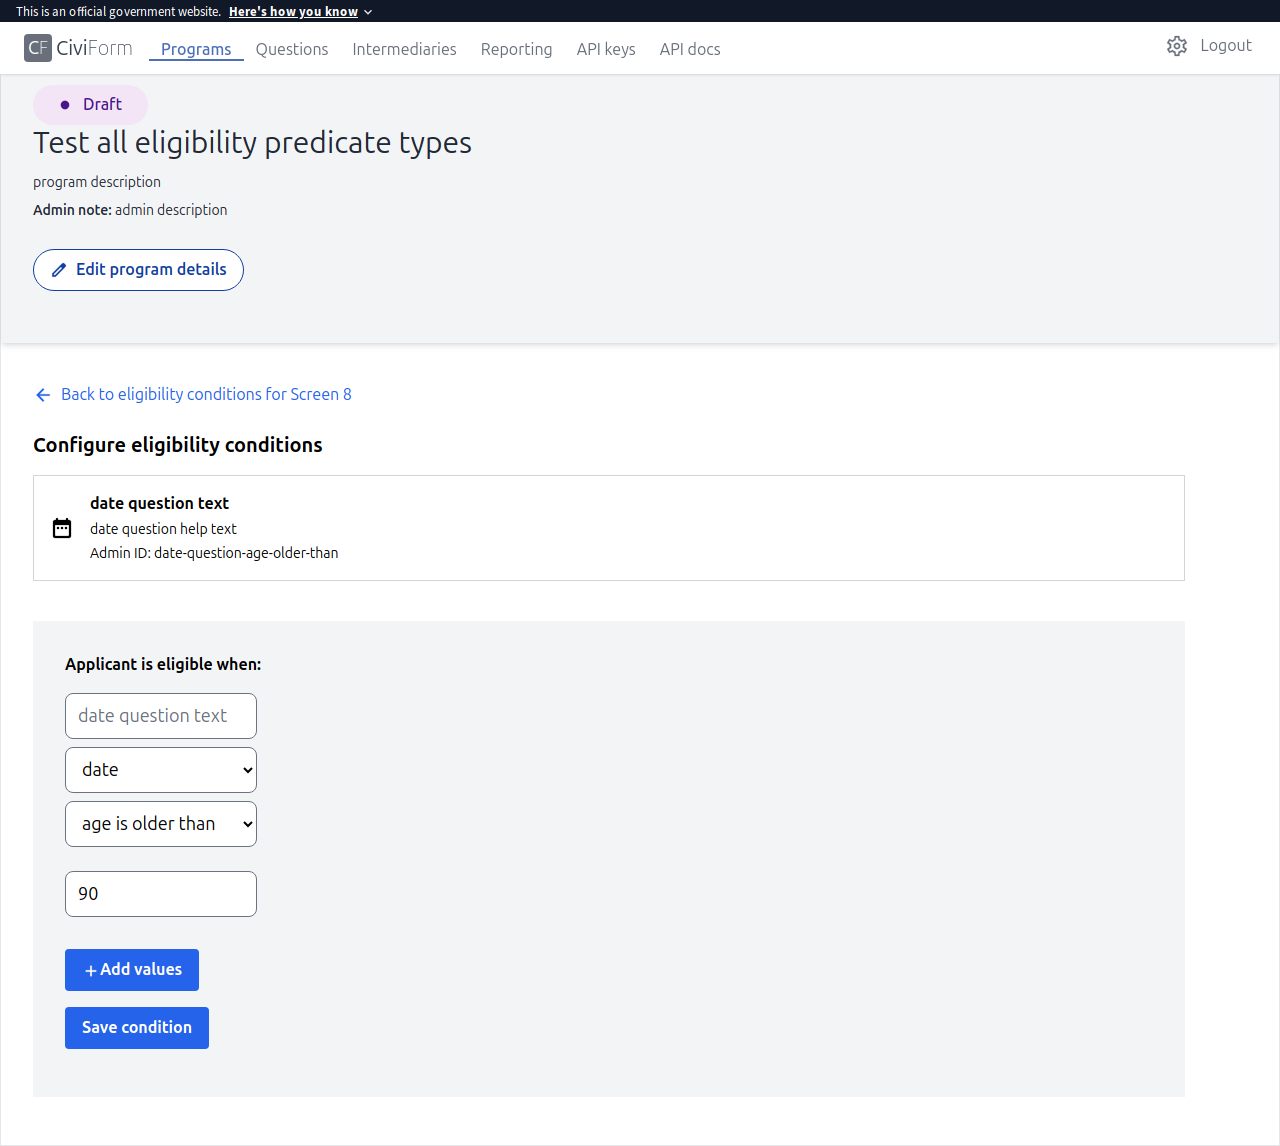 This is an official government website. Here's how you know
CF CiviForm Programs Questions Intermediaries Reporting API keys API docs Logout
Draft
Test all eligibility predicate types
program description
Admin note: admin description
Edit program details
Back to eligibility conditions for Screen 8
Configure eligibility conditions
date question text
date question help text
Admin ID: date-question-age-older-than
Applicant is eligible when:
date question text
date
age is older than
90
+ Add values
Save condition